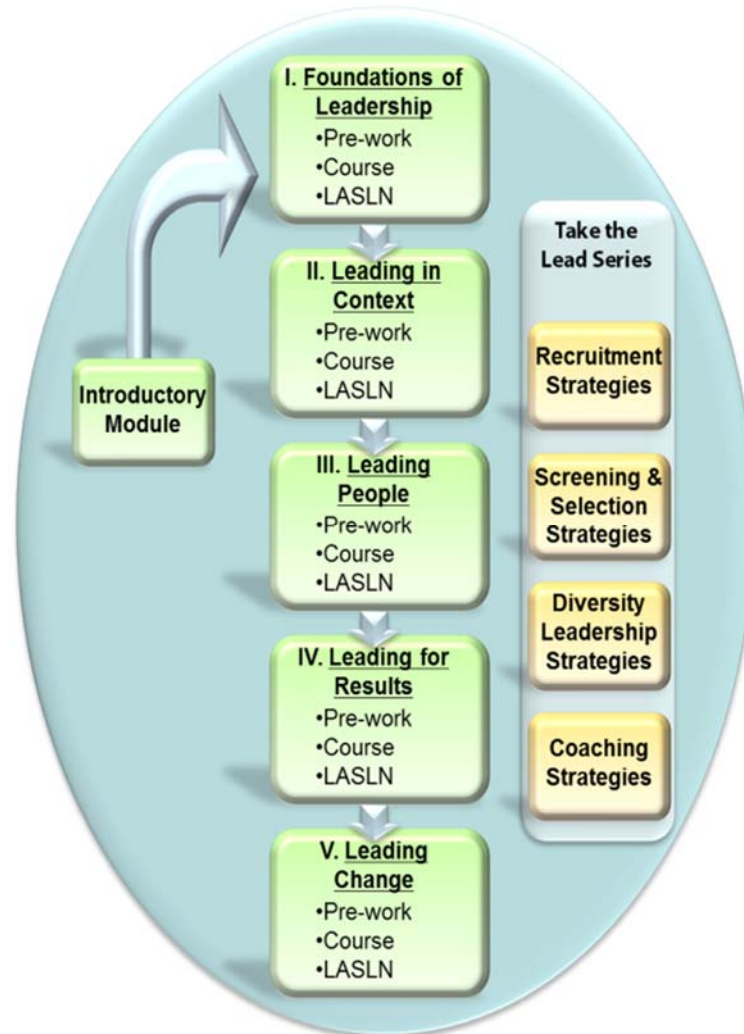 I. Foundations of
Leadership
•Pre-work
•Course
•LASLN
II. Leading in
Context
•Pre-work
•Course
•LASLN
III. Leading
People
•Pre-work
•Course
•LASLN
IV. Leading for
Results
•Pre-work
•Course
•LASLN
V. Leading
Change
•Pre-work
•Course
•LASLN
Introductory
Module
Take the
Lead Series
Recruitment
Strategies
Screening &
Selection
Strategies
Diversity
Leadership
Strategies
Coaching
Strategies